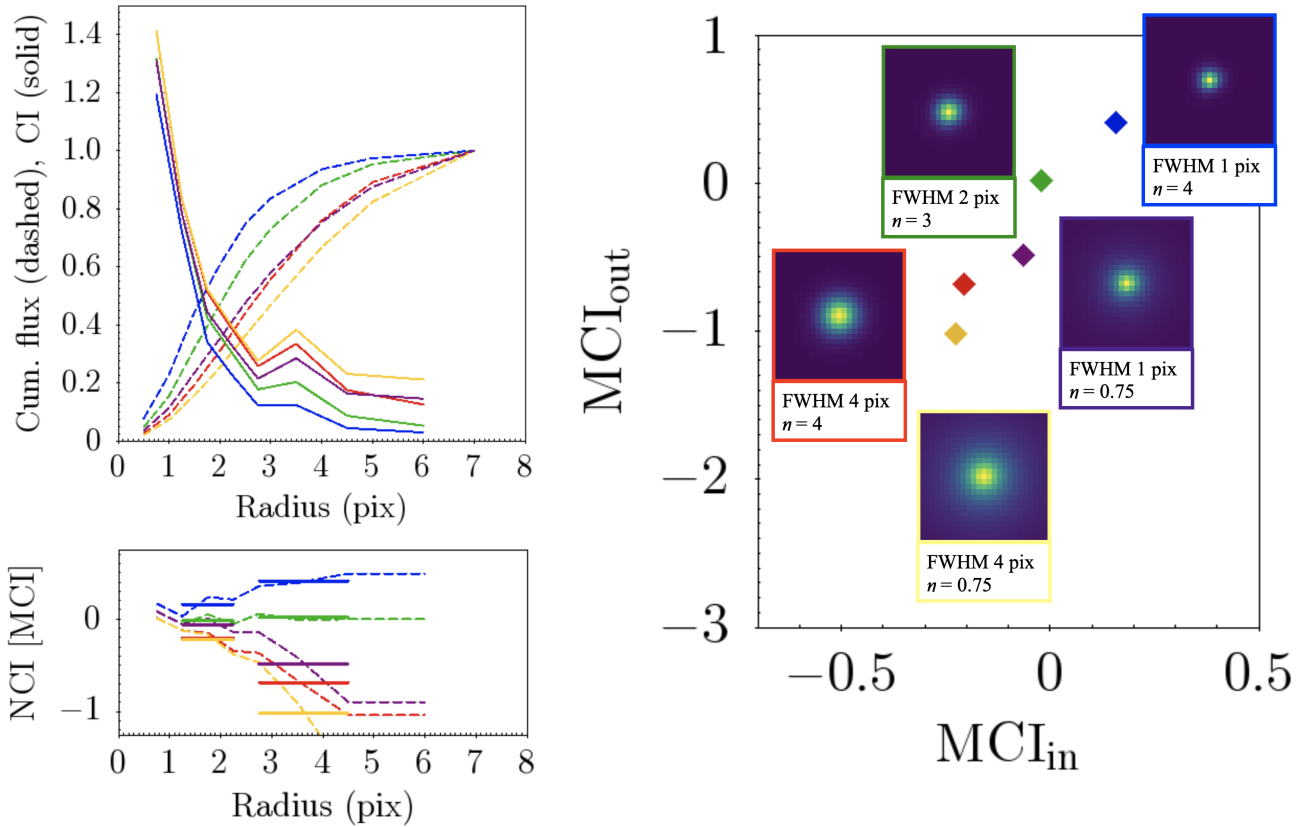 Cum. flux (dashded), CI (solid)
1.4
1.2
1.0
0.8
0.6
0.4
0.2
0
0 1 2 3 4 5 6 7 8
Radius (pix)
NCI [MCI]
0
−1
0 1 2 3 4 5 6 7 8
Radius (pix)
MCIout
1
0
−1
−2
−3
−0.5 0 0.5
MCIin
FWHM 1 pix
n = 4
FWHM 2 pix
n = 3
FWHM 1 pix
n = 0.75
FWHM 4 pix
n = 4
FWHM 4 pix
n = 0.75